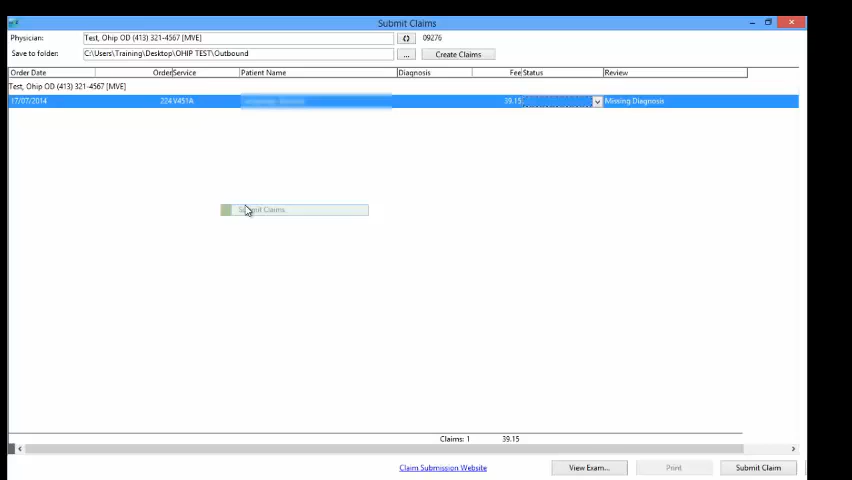 Submit Claims
Physician: Test, Ohip OD (413) 321-4567 [MVE] 09276
Save to folder: C:\Users\Training\Desktop\OHIP TEST\Outbound ... Create Claims
Order Date Order Service Patient Name Diagnosis Fee Status Review
Test, Ohip OD (413) 321-4567 [MVE]
17/07/2014 224 V451A 39.15 Missing Diagnosis
Submit Claims
Claims: 1 39.15
Claim Submission Website View Exam... Print Submit Claim